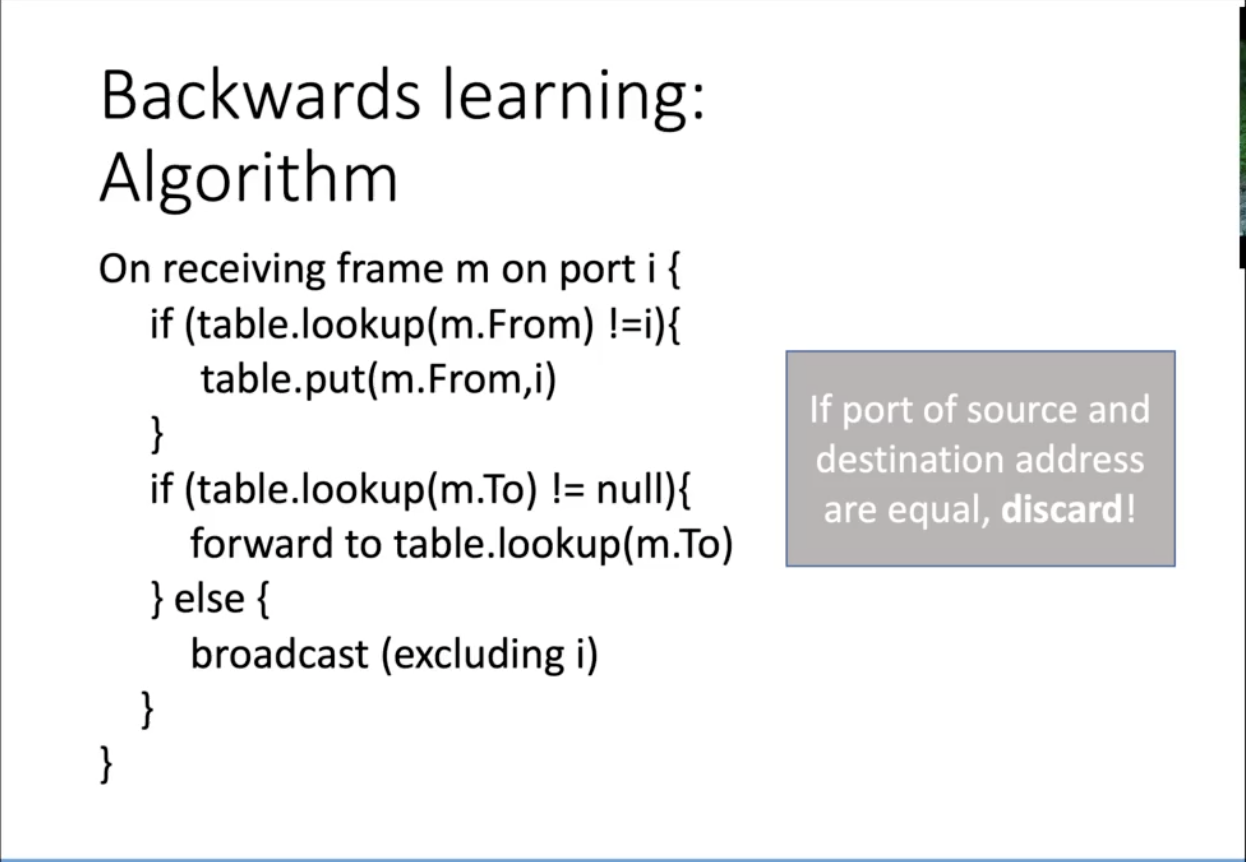 Backwards learning:
Algorithm
On receiving frame m on port i {
if (table.lookup(m.From) !=i){
table.put(m.From,i)
}
if (table.lookup(m.To) != null){
forward to table.lookup(m.To)
} else {
broadcast (excluding i)
}
}
If port of source and
destination address
are equal, discard!